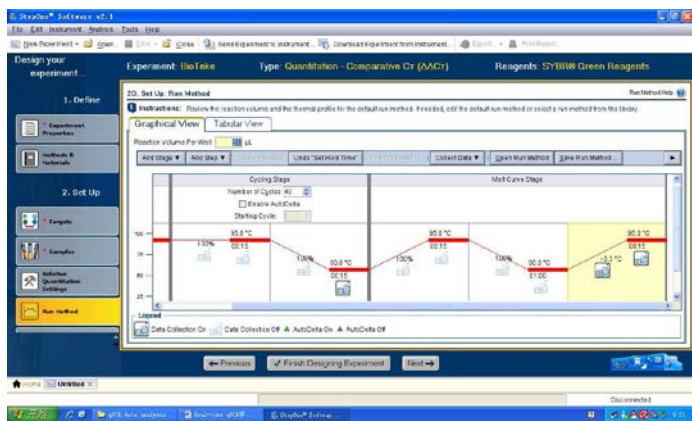 StepOne™ Software v2.1
File Edit Instrument Analysis Tools Help
New Experiment Open... Save Close Send Experiment to Instrument... Download Experiment from Instrument... Export... Print Report...
Design your experiment
Experiment: BioTeke Type: Quantitation - Comparative CT (ΔΔCT) Reagents: SYBR® Green Reagents
1. Define
* Experiment Properties
Methods & Materials
2. Set Up
* Targets
* Samples
Relative Quantitation Settings
Run Method
2D. Set Up: Run Method
Run Method Help
Instructions: Review the reaction volume and the thermal profile for the default run method. If needed, edit the default run method or select a run method from the library.
Graphical View Tabular View
Reaction Volume Per Well: µL
Add Stage ▼ Add Step ▼ Undo "Set Hold Time" Collect Data ▼ Open Run Method Save Run Method...
Cycling Stage Melt Curve Stage
Number of Cycles: 40
Enable AutoDelta
Starting Cycle:
95.0 °C 95.0 °C 95.0 °C
100% 00:15 00:15 00:15
100% 60.0 °C 100% 100% 60.0 °C
00:15 01:00
Legend
Data Collection On Data Collection Off AutoDelta On AutoDelta Off
Previous Finish Designing Experiment Next
Home Untitled ×
Disconnected
开始 StepOne™ Softwar...